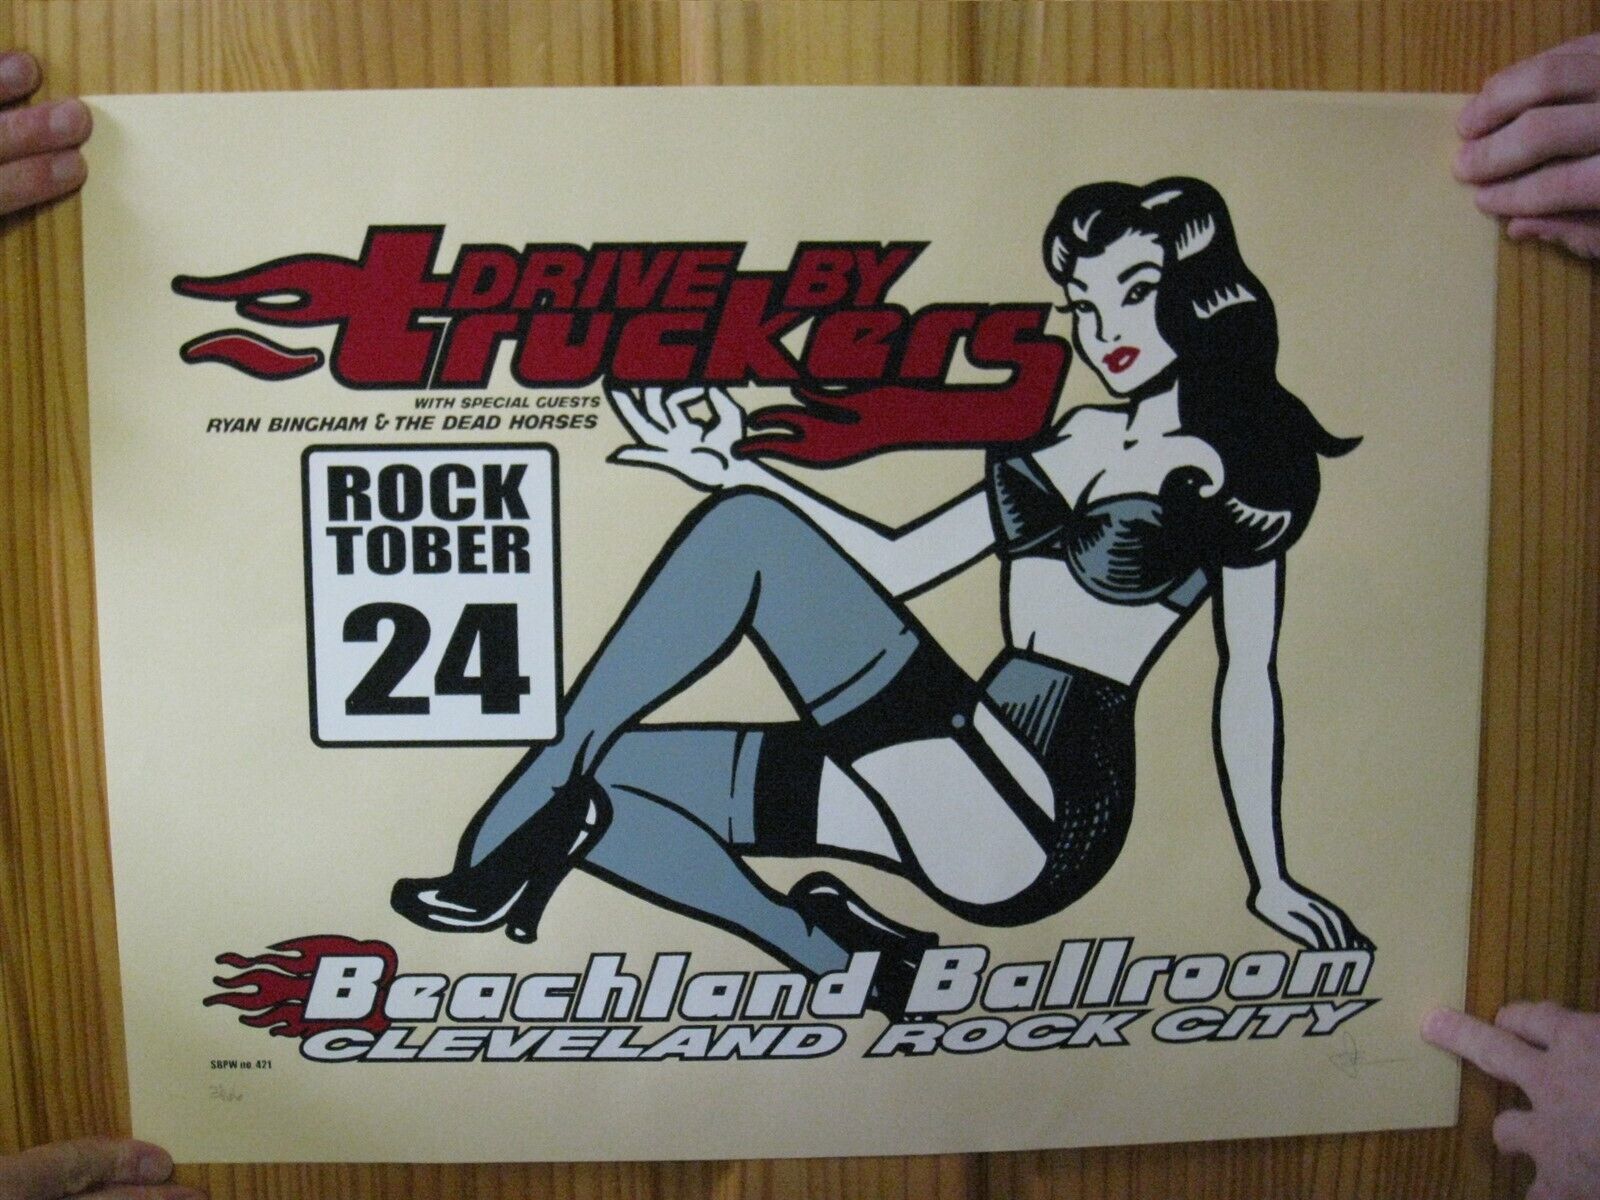 DRIVE BY
truckers
WITH SPECIAL GUESTS
RYAN BINGHAM & THE DEAD HORSES
ROCK
TOBER
24
Beachland Ballroom
CLEVELAND ROCK CITY
SBPW no. 421